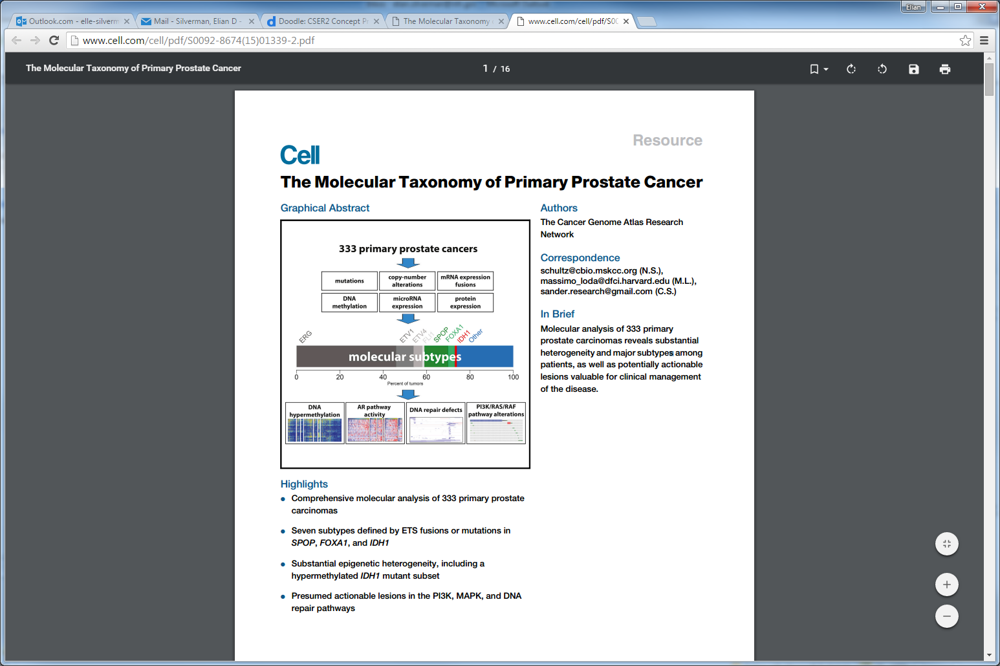 Elian
Outlook.com - elle-silverm
Mail - Silverman, Elian D -
Doodle: CSER2 Concept Pr
The Molecular Taxonomy
www.cell.com/cell/pdf/S00
www.cell.com/cell/pdf/S0092-8674(15)01339-2.pdf
The Molecular Taxonomy of Primary Prostate Cancer
1 / 16
Resource
Cell
The Molecular Taxonomy of Primary Prostate Cancer
Graphical Abstract
333 primary prostate cancers
mutations
copy-number
alterations
mRNA expression
fusions
DNA
methylation
microRNA
expression
protein
expression
ERG
ETV1
ETV4
FLI1
SPOP
FOXA1
IDH1
Other
molecular subtypes
0 20 40 60 80 100
Percent of tumors
DNA
hypermethylation
AR pathway
activity
DNA repair defects
PI3K/RAS/RAF
pathway alterations
Authors
The Cancer Genome Atlas Research
Network
Correspondence
schultz@cbio.mskcc.org (N.S.),
massimo_loda@dfci.harvard.edu (M.L.),
sander.research@gmail.com (C.S.)
In Brief
Molecular analysis of 333 primary
prostate carcinomas reveals substantial
heterogeneity and major subtypes among
patients, as well as potentially actionable
lesions valuable for clinical management
of the disease.
Highlights
• Comprehensive molecular analysis of 333 primary prostate
carcinomas
• Seven subtypes defined by ETS fusions or mutations in
SPOP, FOXA1, and IDH1
• Substantial epigenetic heterogeneity, including a
hypermethylated IDH1 mutant subset
• Presumed actionable lesions in the PI3K, MAPK, and DNA
repair pathways